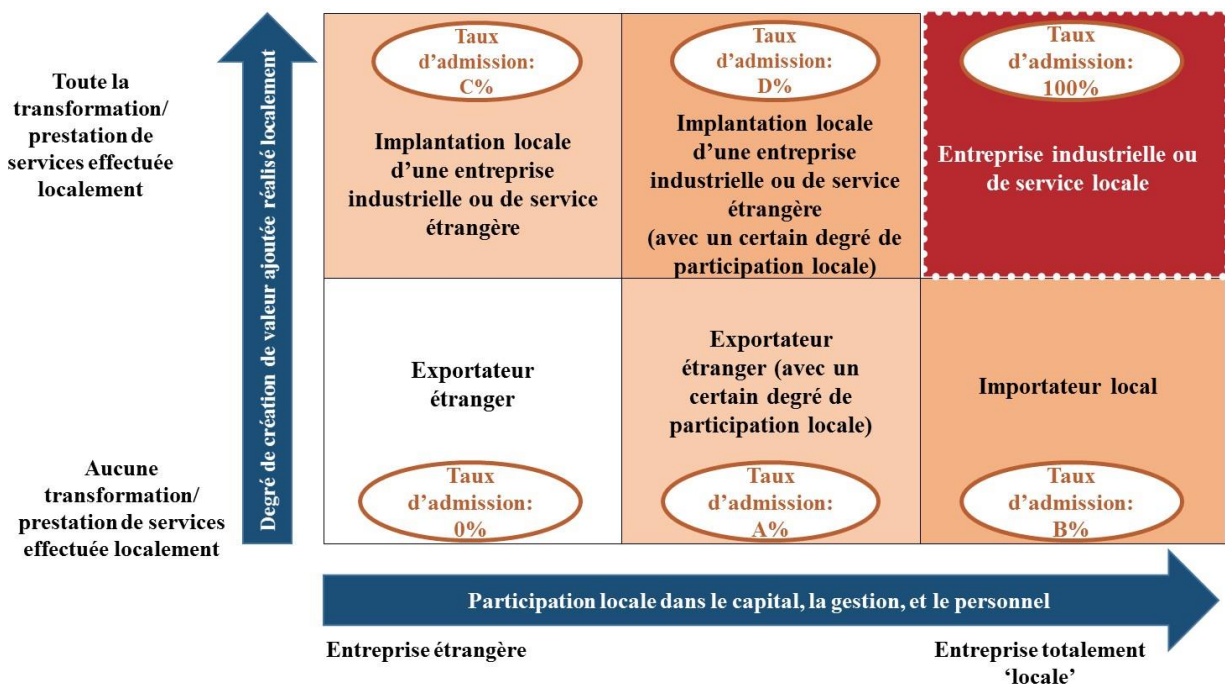 Toute la
transformation/
prestation de
services effectuée
localement
Aucune
transformation/
prestation de services
effectuée localement
Degré de création de valeur ajoutée réalisé localement
Taux
d’admission:
C%
Implantation locale
d’une entreprise
industrielle ou de service
étrangère
Taux
d’admission:
D%
Implantation locale
d’une entreprise
industrielle ou de service
étrangère
(avec un certain degré de
participation locale)
Taux
d’admission:
100%
Entreprise industrielle ou
de service locale
Exportateur
étranger
Taux
d’admission:
0%
Exportateur
étranger (avec un
certain degré de
participation locale)
Taux
d’admission:
A%
Importateur local
Taux
d’admission:
B%
Participation locale dans le capital, la gestion, et le personnel
Entreprise étrangère
Entreprise totalement
‘locale’